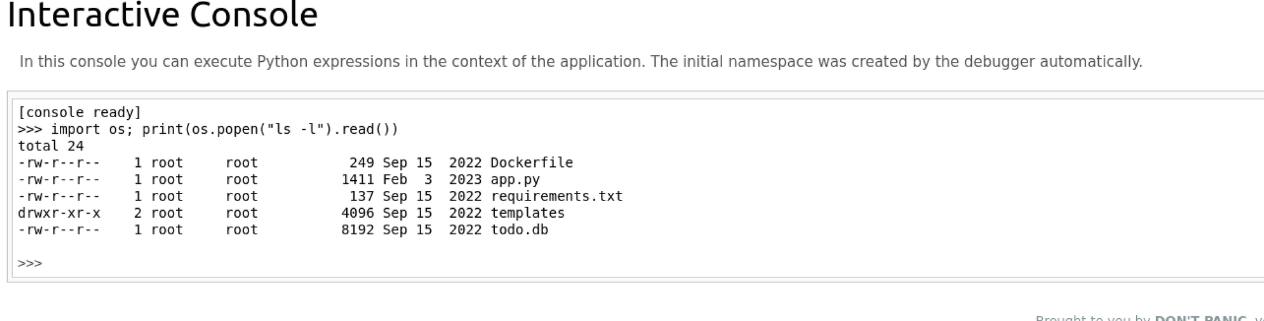 Interactive Console
In this console you can execute Python expressions in the context of the application. The initial namespace was created by the debugger automatically.
[console ready]
>>> import os; print(os.popen("ls -l").read())
total 24
-rw-r--r--    1 root     root           249 Sep 15  2022 Dockerfile
-rw-r--r--    1 root     root          1411 Feb  3  2023 app.py
-rw-r--r--    1 root     root           137 Sep 15  2022 requirements.txt
drwxr-xr-x    2 root     root          4096 Sep 15  2022 templates
-rw-r--r--    1 root     root          8192 Sep 15  2022 todo.db
>>>
Brought to you by DON'T PANIC